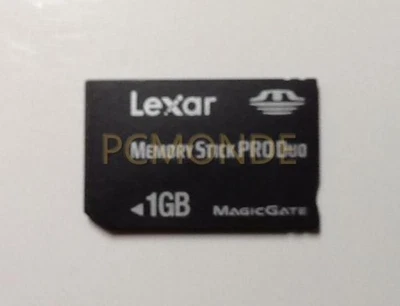 Lexar
MEMORY STICK PRO DUO
PCMONDE
◄1GB MAGICGATE